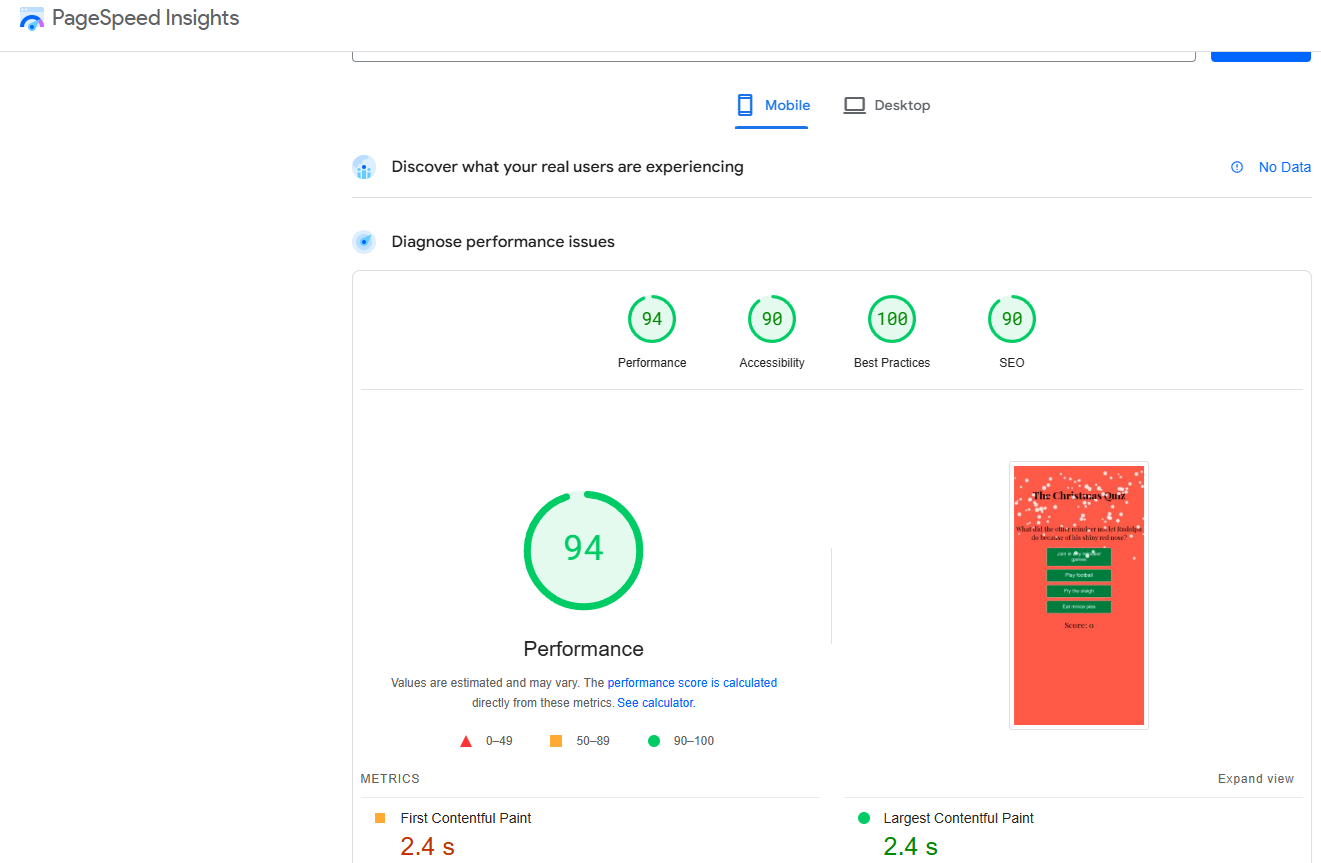 PageSpeed Insights
Mobile
Desktop
Discover what your real users are experiencing
No Data
Diagnose performance issues
94
90
100
90
Performance
Accessibility
Best Practices
SEO
94
Performance
Values are estimated and may vary. The performance score is calculated
directly from these metrics. See calculator.
0–49
50–89
90–100
The Christmas Quiz
What did the other reindeer not let Rudolph
do because of his shiny red nose?
Join in any reindeer
games
Play football
Fly the sleigh
Eat mince pies
Score: 0
METRICS
Expand view
First Contentful Paint
2.4 s
Largest Contentful Paint
2.4 s